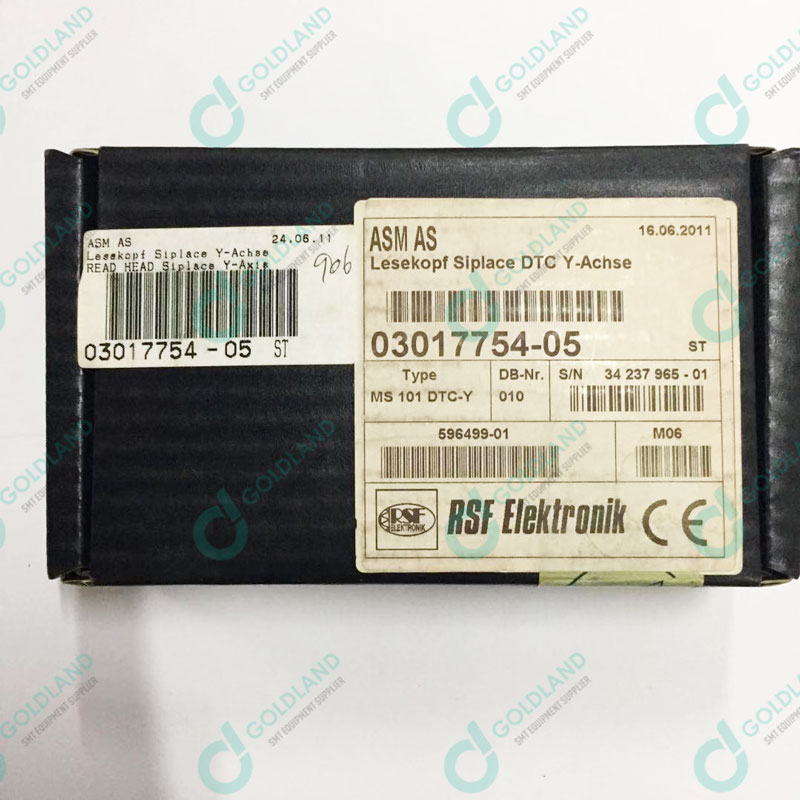 ASM AS 24.06.11
Lesekopf Siplace Y-Achse
READ HEAD Siplace Y-Axis
906
03017754-05 ST
ASM AS 16.06.2011
Lesekopf Siplace DTC Y-Achse
03017754-05 ST
Type DB-Nr. S/N 34 237 965 - 01
MS 101 DTC-Y 010
596499-01 M06
RSF ELEKTRONIK RSF Elektronik CE
GOLDLAND
SMT EQUIPMENT SUPPLIER